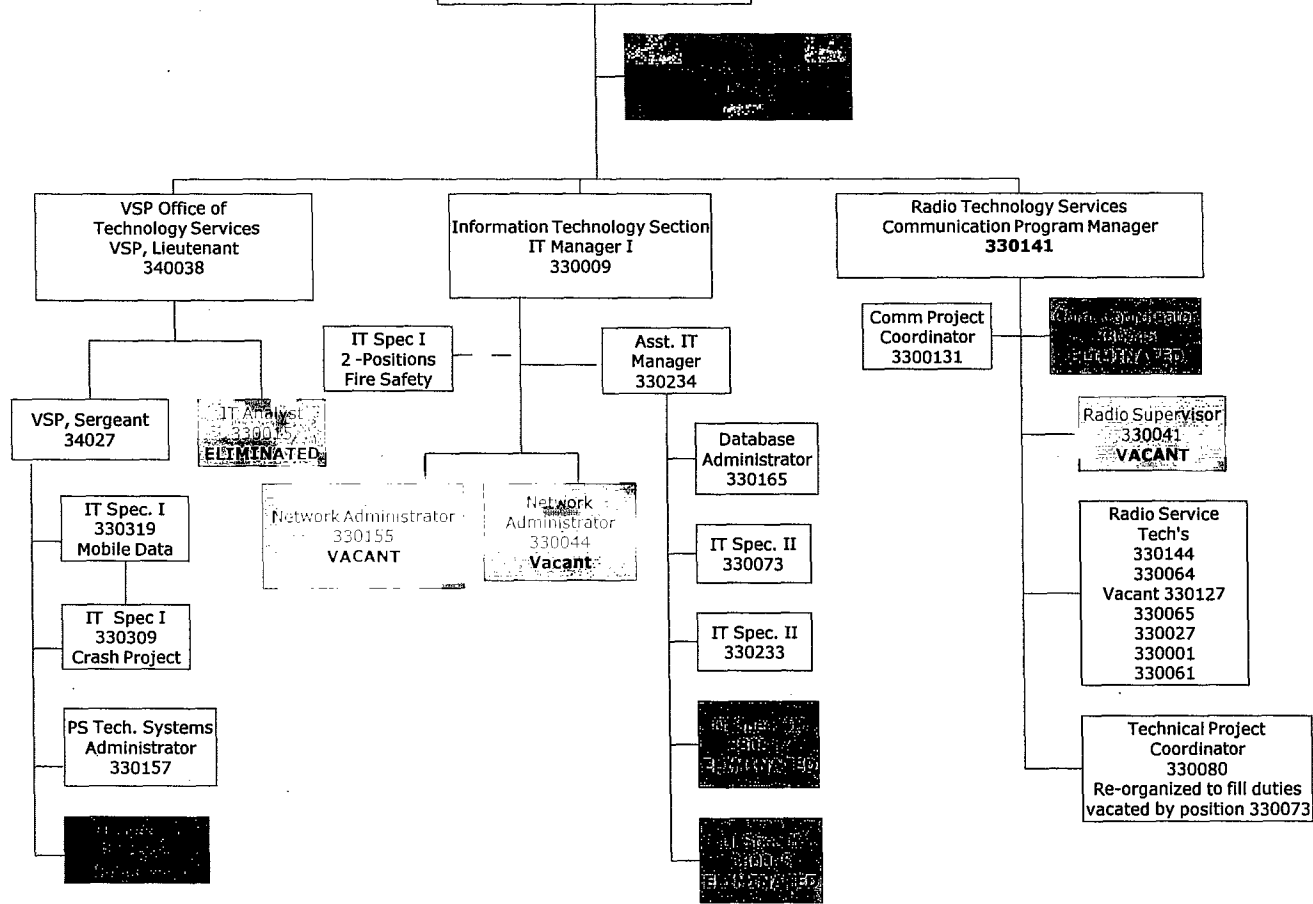 VSP Office of
Technology Services
VSP, Lieutenant
340038
Information Technology Section
IT Manager I
330009
Radio Technology Services
Communication Program Manager
330141
VSP, Sergeant
34027
IT Analyst
ELIMINATED
IT Spec. I
330319
Mobile Data
IT Spec I
330309
Crash Project
PS Tech. Systems
Administrator
330157
IT Spec I
2 -Positions
Fire Safety
Asst. IT
Manager
330234
Network Administrator
330155
VACANT
Network
Administrator
330044
Vacant
Database
Administrator
330165
IT Spec. II
330073
IT Spec. II
330233
ELIMINATED
ELIMINATED
Comm Project
Coordinator
3300131
ELIMINATED
Radio Supervisor
330041
VACANT
Radio Service
Tech's
330144
330064
Vacant 330127
330065
330027
330001
330061
Technical Project
Coordinator
330080
Re-organized to fill duties
vacated by position 330073